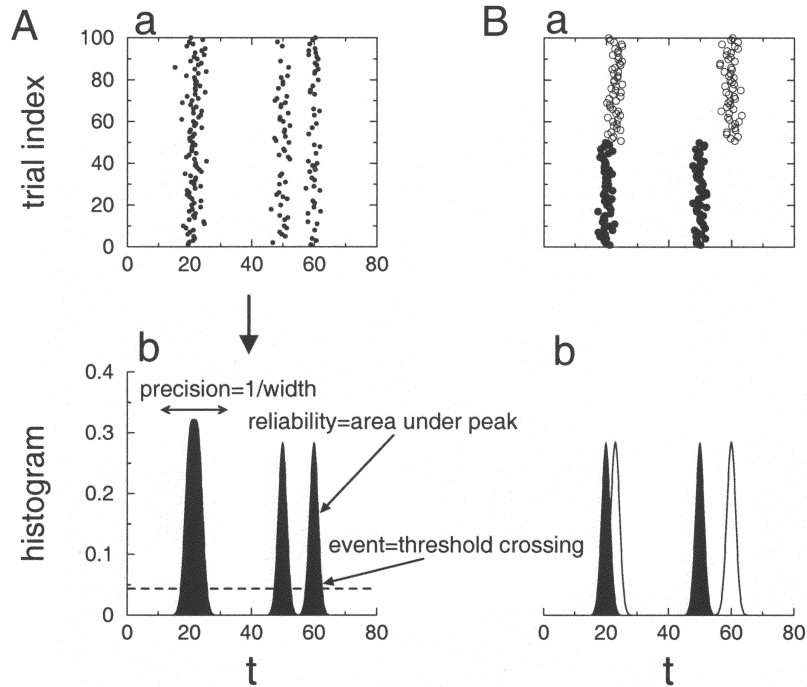 A
a
B
a
trial index
100
80
60
40
20
0
0
20
40
60
80
b
b
histogram
0.4
0.3
0.2
0.1
0
precision=1/width
reliability=area under peak
event=threshold crossing
0
20
40
60
80
0
20
40
60
80
t
t